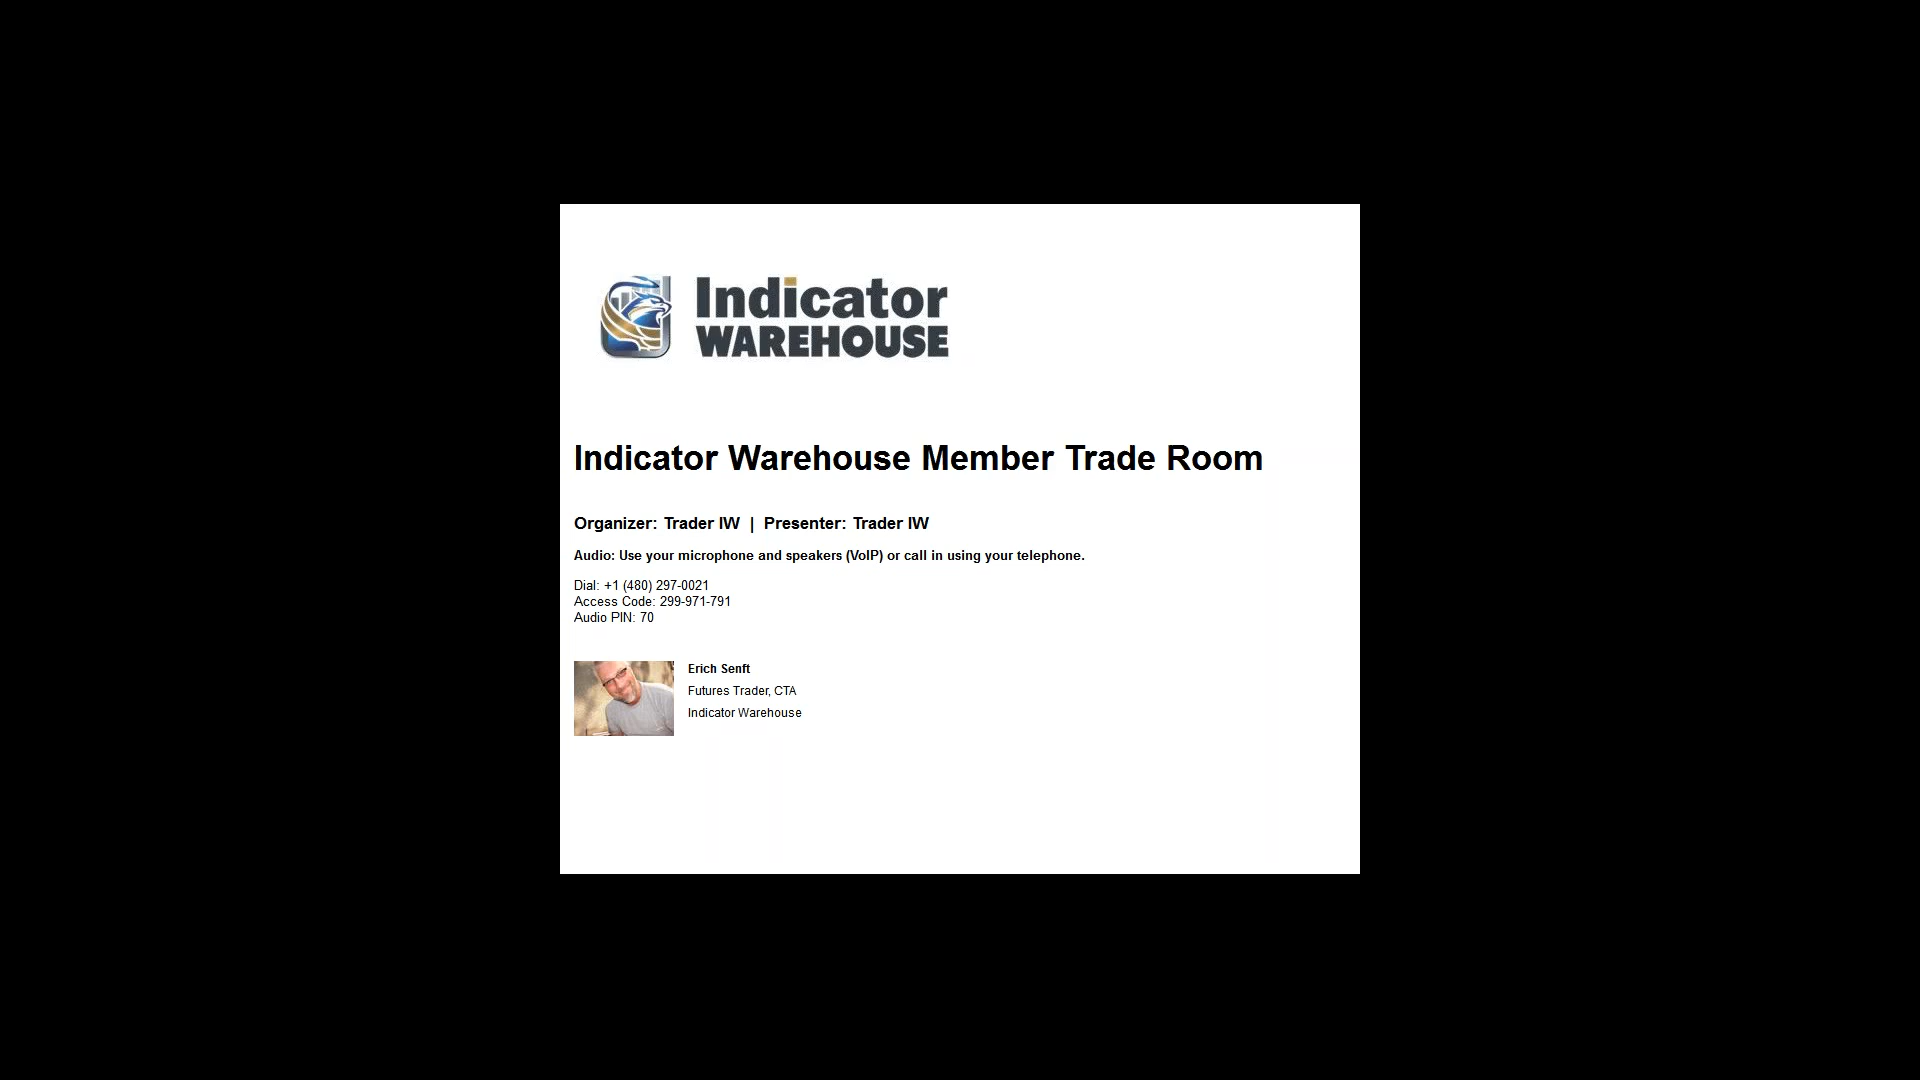 Indicator
WAREHOUSE
Indicator Warehouse Member Trade Room
Organizer: Trader IW | Presenter: Trader IW
Audio: Use your microphone and speakers (VoIP) or call in using your telephone.
Dial: +1 (480) 297-0021
Access Code: 299-971-791
Audio PIN: 70
Erich Senft
Futures Trader, CTA
Indicator Warehouse